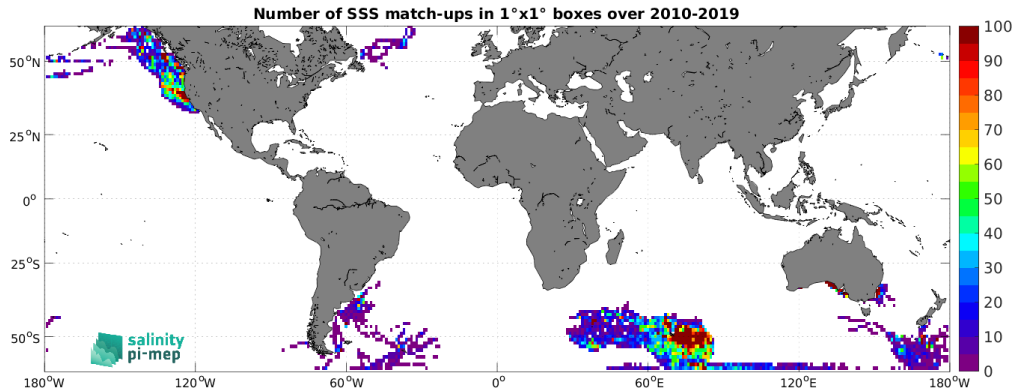 Number of SSS match-ups in 1°x1° boxes over 2010-2019
50°N
25°N
0°
25°S
50°S
180°W
120°W
60°W
0°
60°E
120°E
180°W
100
90
80
70
60
50
40
30
20
10
0
salinity
pi-mep